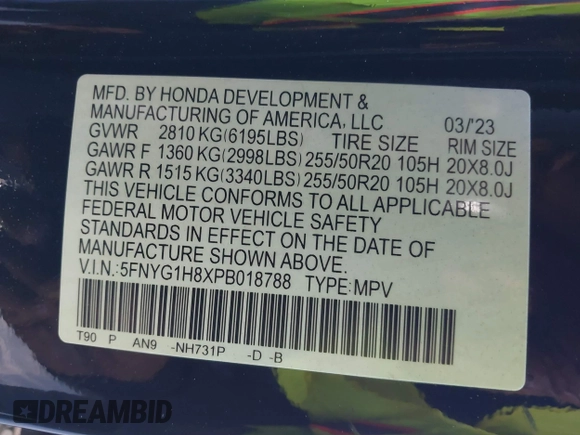 MFD. BY HONDA DEVELOPMENT &
MANUFACTURING OF AMERICA, LLC 03/'23
GVWR 2810 KG(6195LBS) TIRE SIZE RIM SIZE
GAWR F 1360 KG(2998LBS) 255/50R20 105H 20X8.0J
GAWR R 1515 KG(3340LBS) 255/50R20 105H 20X8.0J
THIS VEHICLE CONFORMS TO ALL APPLICABLE
FEDERAL MOTOR VEHICLE SAFETY
STANDARDS IN EFFECT ON THE DATE OF
MANUFACTURE SHOWN ABOVE.
V.I.N.:5FNYG1H8XPB018788 TYPE:MPV
T90 P AN9 -NH731P -D -B
DREAMBID